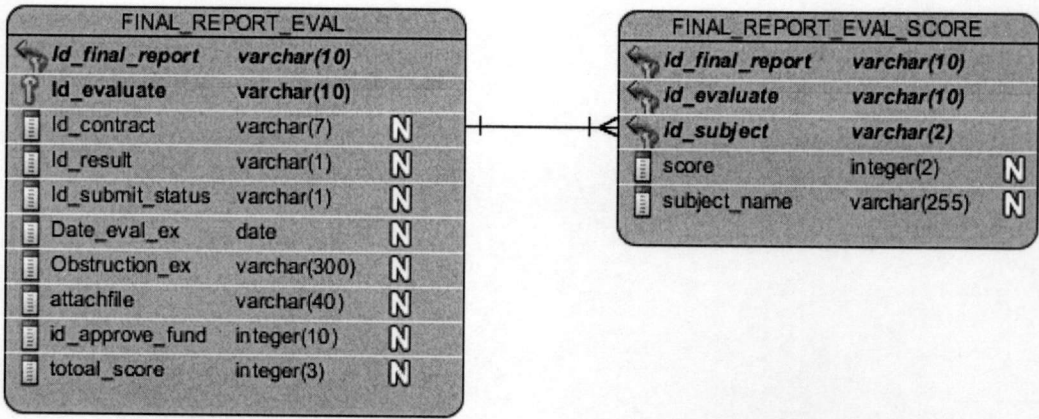 FINAL_REPORT_EVAL
Id_final_report varchar(10)
Id_evaluate varchar(10)
Id_contract varchar(7) N
Id_result varchar(1) N
Id_submit_status varchar(1) N
Date_eval_ex date N
Obstruction_ex varchar(300) N
attachfile varchar(40) N
id_approve_fund integer(10) N
totoal_score integer(3) N
FINAL_REPORT_EVAL_SCORE
id_final_report varchar(10)
id_evaluate varchar(10)
id_subject varchar(2)
score integer(2) N
subject_name varchar(255) N